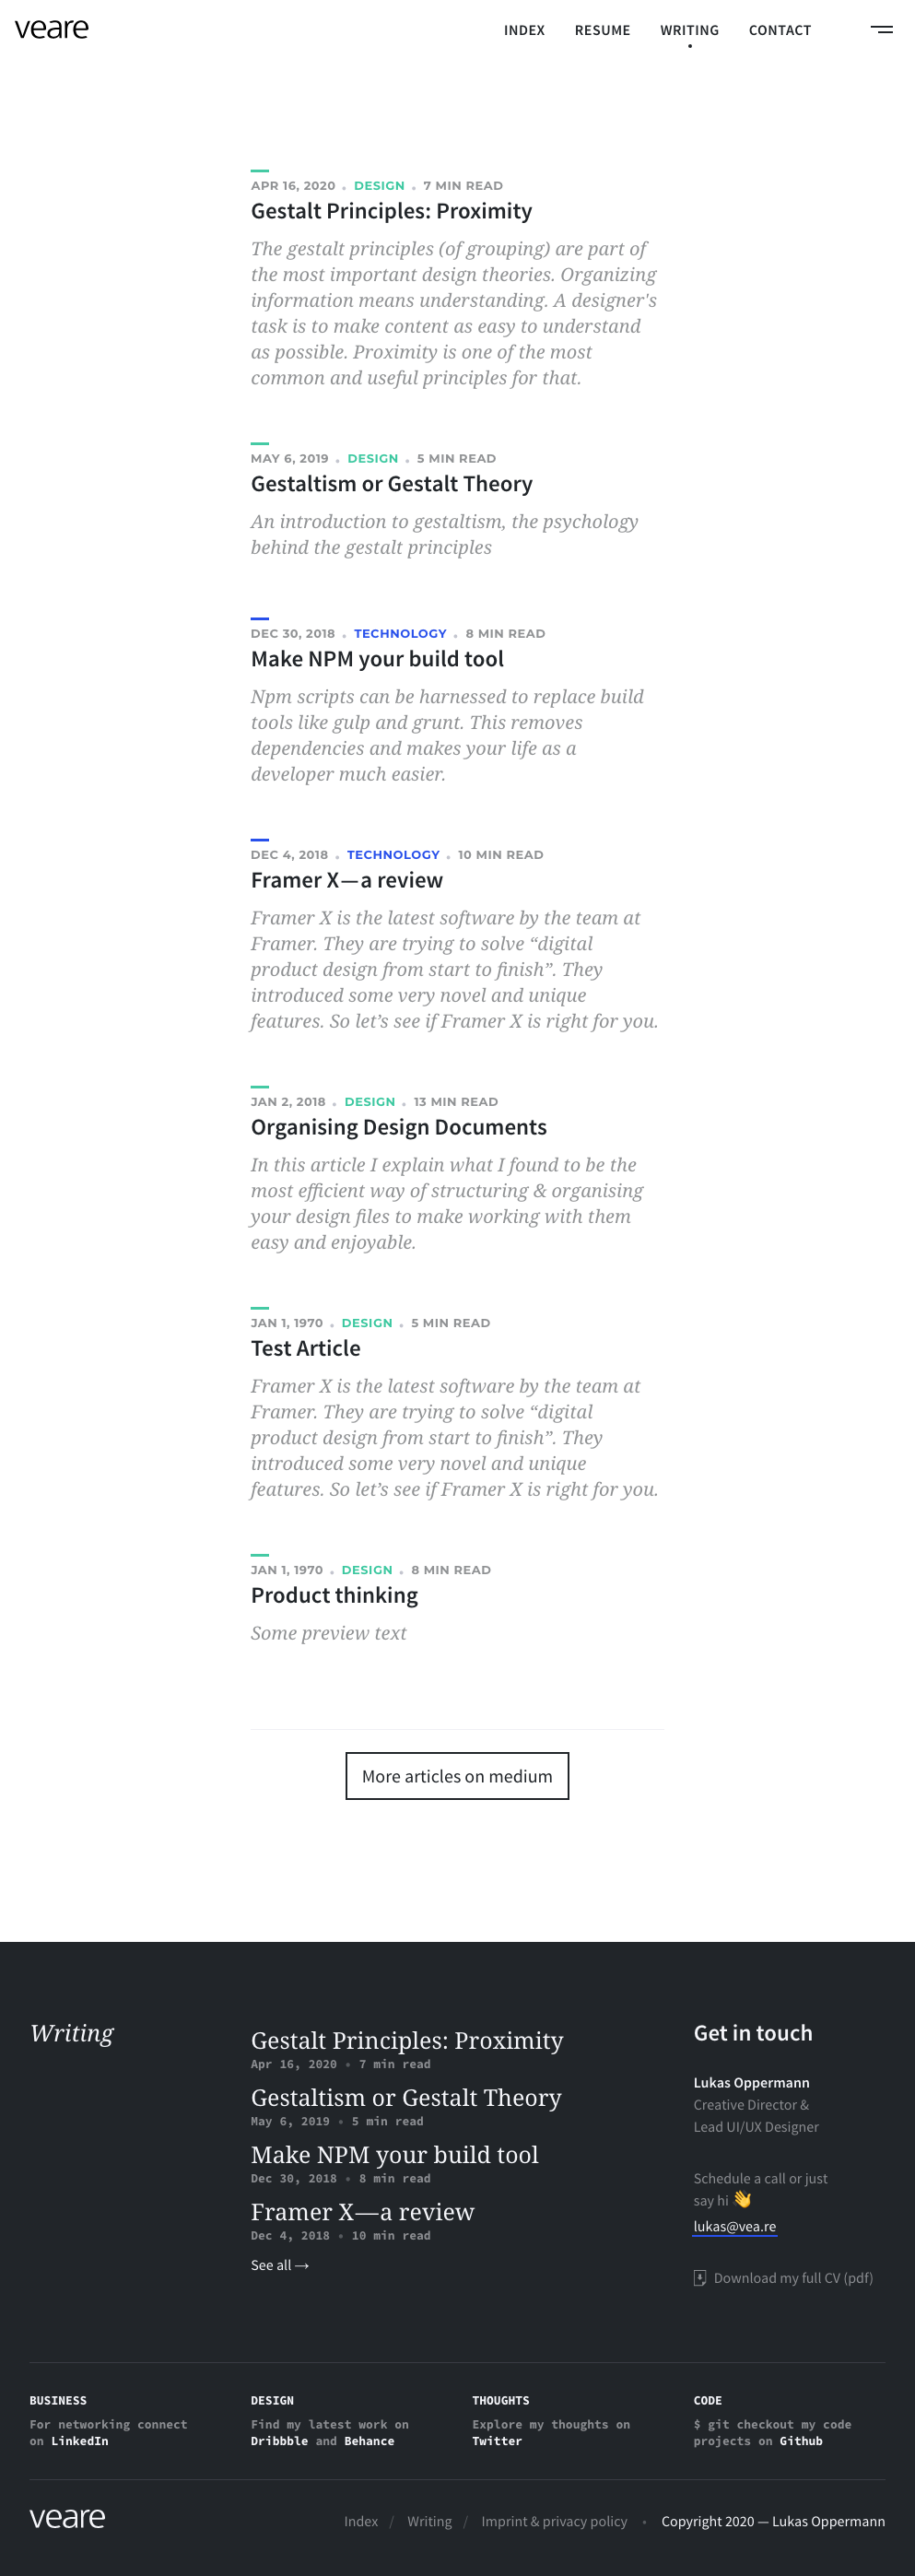 veare
INDEX RESUME WRITING CONTACT
APR 16, 2020 • DESIGN • 7 MIN READ
Gestalt Principles: Proximity
The gestalt principles (of grouping) are part of
the most important design theories. Organizing
information means understanding. A designer's
task is to make content as easy to understand
as possible. Proximity is one of the most
common and useful principles for that.
MAY 6, 2019 • DESIGN • 5 MIN READ
Gestaltism or Gestalt Theory
An introduction to gestaltism, the psychology
behind the gestalt principles
DEC 30, 2018 • TECHNOLOGY • 8 MIN READ
Make NPM your build tool
Npm scripts can be harnessed to replace build
tools like gulp and grunt. This removes
dependencies and makes your life as a
developer much easier.
DEC 4, 2018 • TECHNOLOGY • 10 MIN READ
Framer X—a review
Framer X is the latest software by the team at
Framer. They are trying to solve “digital
product design from start to finish”. They
introduced some very novel and unique
features. So let’s see if Framer X is right for you.
JAN 2, 2018 • DESIGN • 13 MIN READ
Organising Design Documents
In this article I explain what I found to be the
most efficient way of structuring & organising
your design files to make working with them
easy and enjoyable.
JAN 1, 1970 • DESIGN • 5 MIN READ
Test Article
Framer X is the latest software by the team at
Framer. They are trying to solve “digital
product design from start to finish”. They
introduced some very novel and unique
features. So let’s see if Framer X is right for you.
JAN 1, 1970 • DESIGN • 8 MIN READ
Product thinking
Some preview text
More articles on medium
Writing
Gestalt Principles: Proximity
Apr 16, 2020 • 7 min read
Gestaltism or Gestalt Theory
May 6, 2019 • 5 min read
Make NPM your build tool
Dec 30, 2018 • 8 min read
Framer X—a review
Dec 4, 2018 • 10 min read
See all →
Get in touch
Lukas Oppermann
Creative Director &
Lead UI/UX Designer
Schedule a call or just
say hi 👋
lukas@vea.re
Download my full CV (pdf)
BUSINESS
For networking connect
on LinkedIn
DESIGN
Find my latest work on
Dribbble and Behance
THOUGHTS
Explore my thoughts on
Twitter
CODE
$ git checkout my code
projects on Github
veare
Index / Writing / Imprint & privacy policy • Copyright 2020 — Lukas Oppermann